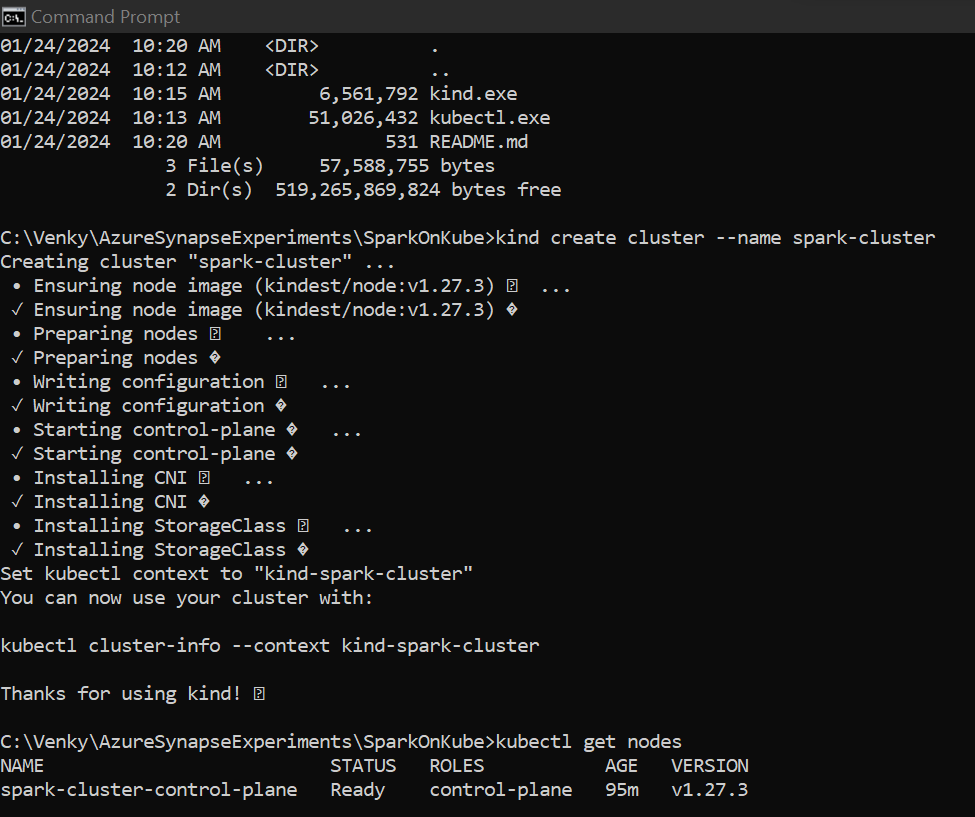 Command Prompt
01/24/2024  10:20 AM    <DIR>          .
01/24/2024  10:12 AM    <DIR>          ..
01/24/2024  10:15 AM         6,561,792 kind.exe
01/24/2024  10:13 AM        51,026,432 kubectl.exe
01/24/2024  10:20 AM               531 README.md
               3 File(s)     57,588,755 bytes
               2 Dir(s)  519,265,869,824 bytes free

C:\Venky\AzureSynapseExperiments\SparkOnKube>kind create cluster --name spark-cluster
Creating cluster "spark-cluster" ...
 • Ensuring node image (kindest/node:v1.27.3) ⍰  ...
 ✓ Ensuring node image (kindest/node:v1.27.3) �
 • Preparing nodes ⍰    ...
 ✓ Preparing nodes �
 • Writing configuration ⍰   ...
 ✓ Writing configuration �
 • Starting control-plane �   ...
 ✓ Starting control-plane �
 • Installing CNI ⍰   ...
 ✓ Installing CNI �
 • Installing StorageClass ⍰   ...
 ✓ Installing StorageClass �
Set kubectl context to "kind-spark-cluster"
You can now use your cluster with:

kubectl cluster-info --context kind-spark-cluster

Thanks for using kind! ⍰

C:\Venky\AzureSynapseExperiments\SparkOnKube>kubectl get nodes
NAME                          STATUS   ROLES           AGE   VERSION
spark-cluster-control-plane   Ready    control-plane   95m   v1.27.3